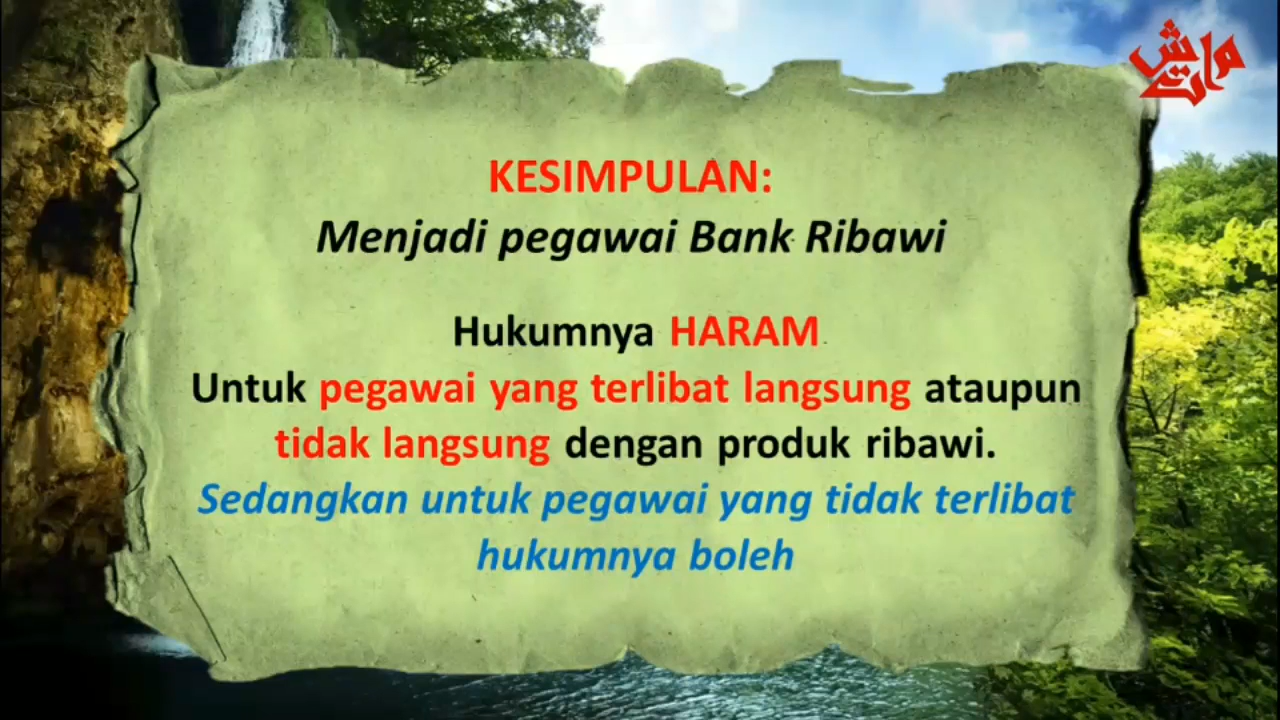 KESIMPULAN:
Menjadi pegawai Bank Ribawi
Hukumnya HARAM
Untuk pegawai yang terlibat langsung ataupun
tidak langsung dengan produk ribawi.
Sedangkan untuk pegawai yang tidak terlibat
hukumnya boleh